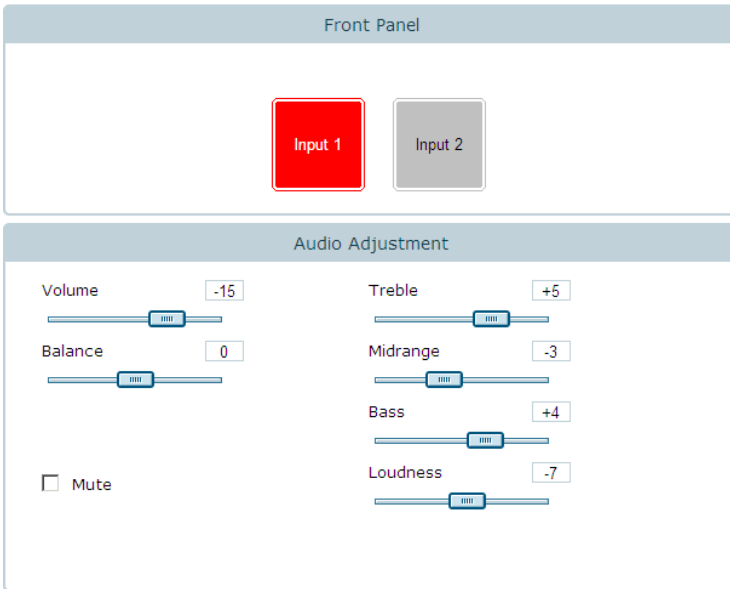 Front Panel
Input 1
Input 2
Audio Adjustment
Volume -15
Balance 0
Mute
Treble +5
Midrange -3
Bass +4
Loudness -7